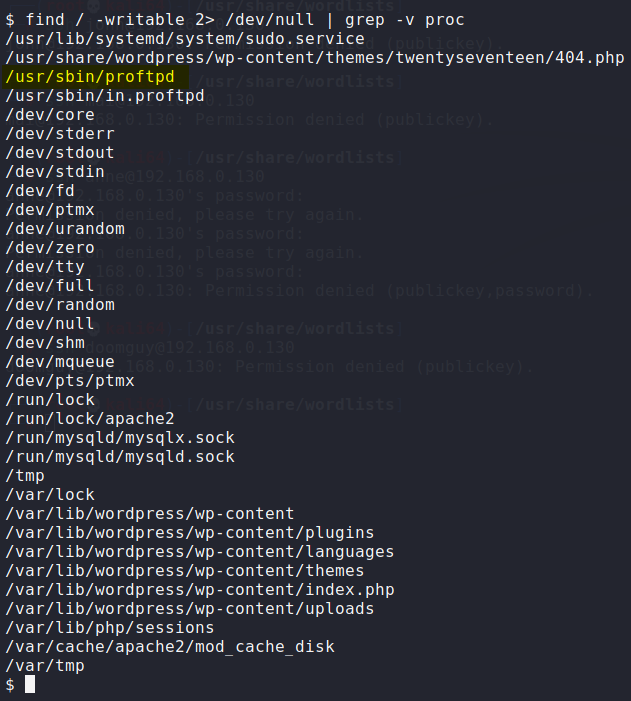 $ find / -writable 2> /dev/null | grep -v proc
/usr/lib/systemd/system/sudo.service
/usr/share/wordpress/wp-content/themes/twentyseventeen/404.php
/usr/sbin/proftpd
/usr/sbin/in.proftpd
/dev/core
/dev/stderr
/dev/stdout
/dev/stdin
/dev/fd
/dev/ptmx
/dev/urandom
/dev/zero
/dev/tty
/dev/full
/dev/random
/dev/null
/dev/shm
/dev/mqueue
/dev/pts/ptmx
/run/lock
/run/lock/apache2
/run/mysqld/mysqlx.sock
/run/mysqld/mysqld.sock
/tmp
/var/lock
/var/lib/wordpress/wp-content
/var/lib/wordpress/wp-content/plugins
/var/lib/wordpress/wp-content/languages
/var/lib/wordpress/wp-content/themes
/var/lib/wordpress/wp-content/index.php
/var/lib/wordpress/wp-content/uploads
/var/lib/php/sessions
/var/cache/apache2/mod_cache_disk
/var/tmp
$